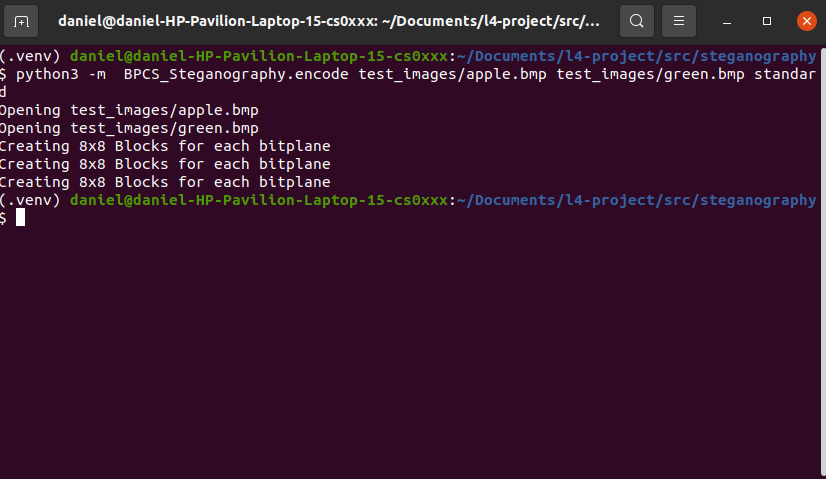 daniel@daniel-HP-Pavilion-Laptop-15-cs0xxx: ~/Documents/l4-project/src/...
(.venv) daniel@daniel-HP-Pavilion-Laptop-15-cs0xxx:~/Documents/l4-project/src/steganography
$ python3 -m  BPCS_Steganography.encode test_images/apple.bmp test_images/green.bmp standar
d
Opening test_images/apple.bmp
Opening test_images/green.bmp
Creating 8x8 Blocks for each bitplane
Creating 8x8 Blocks for each bitplane
Creating 8x8 Blocks for each bitplane
(.venv) daniel@daniel-HP-Pavilion-Laptop-15-cs0xxx:~/Documents/l4-project/src/steganography
$